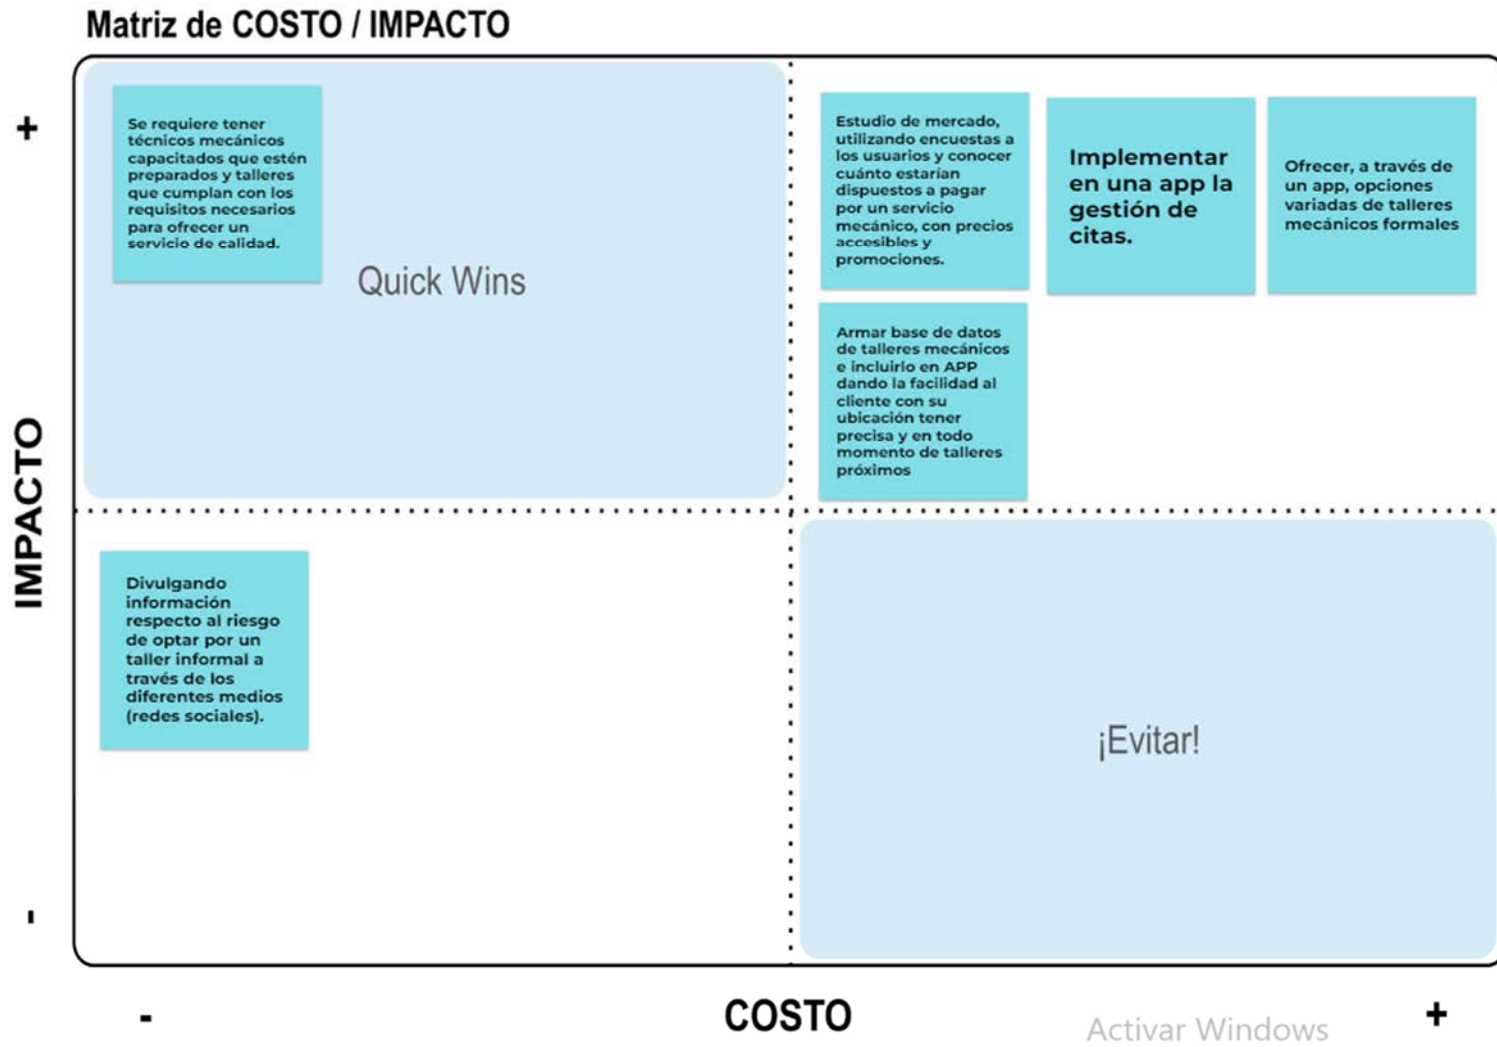 Matriz de COSTO / IMPACTO
+
Se requiere tener
técnicos mecánicos
capacitados que estén
preparados y talleres
que cumplan con los
requisitos necesarios
para ofrecer un
servicio de calidad.
Quick Wins
Estudio de mercado,
utilizando encuestas a
los usuarios y conocer
cuánto estarían
dispuestos a pagar
por un servicio
mecánico, con precios
accesibles y
promociones.
Implementar
en una app la
gestión de
citas.
Ofrecer, a través de
un app, opciones
variadas de talleres
mecánicos formales
Armar base de datos
de talleres mecánicos
e incluirlo en APP
dando la facilidad al
cliente con su
ubicación tener
precisa y en todo
momento de talleres
próximos
IMPACTO
Divulgando
información
respecto al riesgo
de optar por un
taller informal a
través de los
diferentes medios
(redes sociales).
¡Evitar!
-
-
COSTO
+
Activar Windows